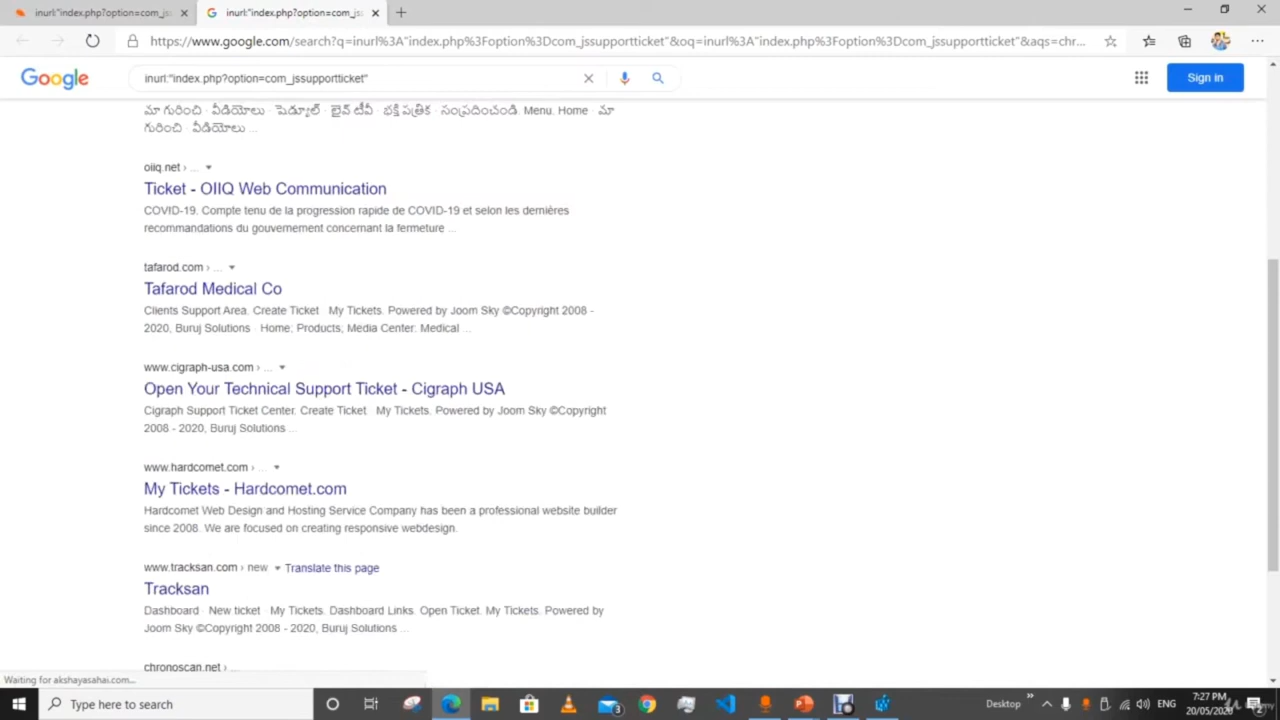 inurl:"index.php?option=com_jss
inurl:"index.php?option=com_jss
https://www.google.com/search?q=inurl%3A"index.php%3Foption%3Dcom_jssupportticket"&oq=inurl%3A"index.php%3Foption%3Dcom_jssupportticket"&aqs=chr...
Google
inurl:"index.php?option=com_jssupportticket"
Sign in
మా గురించి · వీడియోలు · షెడ్యూల్ · లైవ్ టీవీ · భక్తి పత్రిక · సంప్రదించండి. Menu. Home · మా
గురించి · వీడియోలు ...
oiiq.net › ...
Ticket - OIIQ Web Communication
COVID-19. Compte tenu de la progression rapide de COVID-19 et selon les dernières
recommandations du gouvernement concernant la fermeture ...
tafarod.com › ...
Tafarod Medical Co
Clients Support Area. Create Ticket · My Tickets. Powered by Joom Sky ©Copyright 2008 -
2020, Buruj Solutions · Home; Products, Media Center: Medical ...
www.cigraph-usa.com › ...
Open Your Technical Support Ticket - Cigraph USA
Cigraph Support Ticket Center. Create Ticket · My Tickets. Powered by Joom Sky ©Copyright
2008 - 2020, Buruj Solutions ...
www.hardcomet.com › ...
My Tickets - Hardcomet.com
Hardcomet Web Design and Hosting Service Company has been a professional website builder
since 2008. We are focused on creating responsive webdesign.
www.tracksan.com › new Translate this page
Tracksan
Dashboard · New ticket · My Tickets. Dashboard Links. Open Ticket. My Tickets. Powered by
Joom Sky ©Copyright 2008 - 2020, Buruj Solutions ...
chronoscan.net › ...
Waiting for akshayasahai.com...
Type here to search
Desktop
ENG
7:27 PM